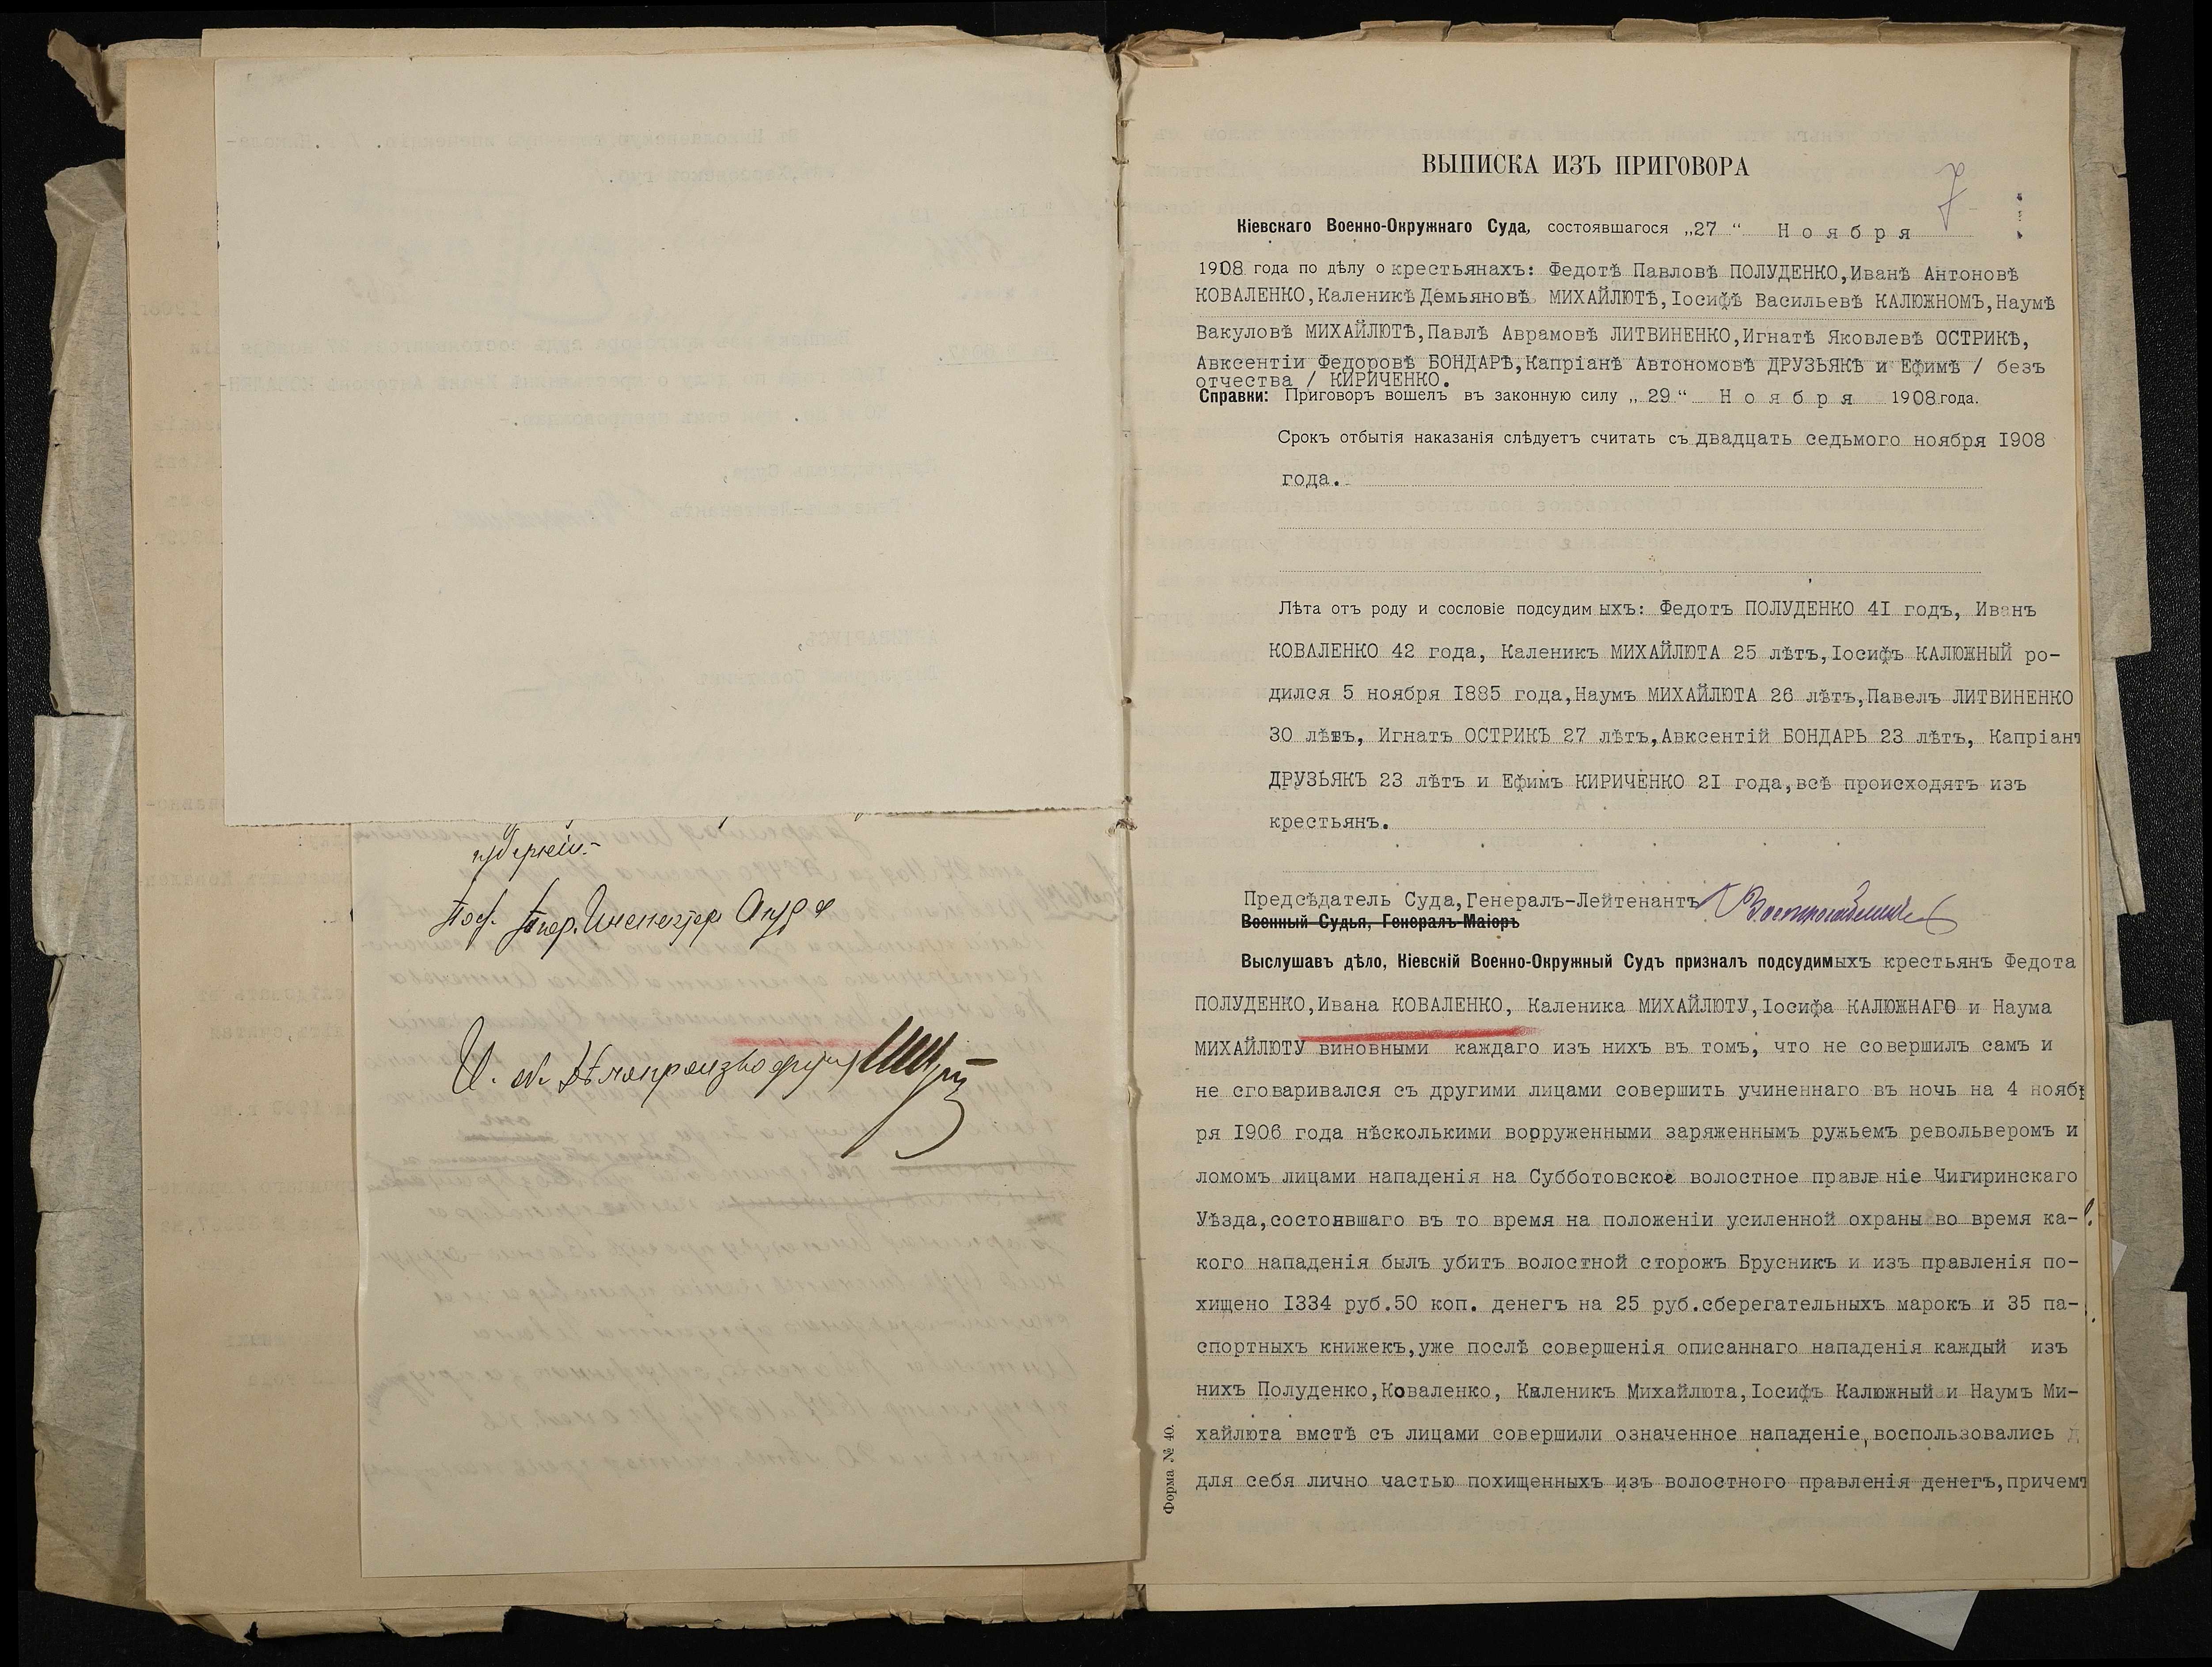 губерніи.-
Тюр. Инспекторъ
И. об. Дѣлопроизводителя
7
ВЫПИСКА ИЗЪ ПРИГОВОРА
Кіевскаго Военно-Окружнаго Суда, состоявшагося „27 “ Ноября
1908 года по дѣлу о крестьянахъ: Федотѣ Павловѣ ПОЛУДЕНКО,Иванѣ Антоновѣ
КОВАЛЕНКО,Каленикѣ Демьяновѣ МИХАЙЛЮТѢ,Іосифѣ Васильевѣ КАЛЮЖНОМЪ,Наумѣ
Вакуловѣ МИХАЙЛЮТѢ,Павлѣ Аврамовѣ ЛИТВИНЕНКО,Игнатѣ Яковлевѣ ОСТРИКѢ,
Авксентіи Федоровѣ БОНДАРѢ,Капріанѣ Автономовѣ ДРУЗЬЯКѢ и Ефимѣ / безъ
отчества / КИРИЧЕНКО.
Справки: Приговоръ вошелъ въ законную силу „ 29 “ Ноября 1908 года.
Срокъ отбытія наказанія слѣдуетъ считать съ двадцать седьмого ноября 1908
года.
Лѣта отъ роду и сословіе подсудимыхъ: Федотъ ПОЛУДЕНКО 41 годъ, Иванъ
КОВАЛЕНКО 42 года, Каленикъ МИХАЙЛЮТА 25 лѣтъ,Іосифъ КАЛЮЖНЫЙ ро-
дился 5 ноября 1885 года,Наумъ МИХАЙЛЮТА 26 лѣтъ,Павелъ ЛИТВИНЕНКО
30 лѣтъ, Игнатъ ОСТРИКЪ 27 лѣтъ,Авксентій БОНДАРЬ 23 лѣтъ, Капріанъ
ДРУЗЬЯКЪ 23 лѣтъ и Ефимъ КИРИЧЕНКО 21 года,всѣ происходятъ изъ
крестьянъ.
Предсѣдатель Суда,Генералъ-Лейтенантъ
Военный Судья, Генералъ-Маіоръ
Выслушавъ дѣло, Кіевскій Военно-Окружный Судъ призналъ подсудимыхъ крестьянъ Федота
ПОЛУДЕНКО,Ивана КОВАЛЕНКО, Каленика МИХАЙЛЮТУ,Іосифа КАЛЮЖНАГО и Наума
МИХАЙЛЮТУ виновными каждаго изъ нихъ въ томъ, что не совершилъ самъ и
не сговаривался съ другими лицами совершить учиненнаго въ ночь на 4 нояб
ря 1906 года нѣсколькими вооруженными заряженнымъ ружьемъ револьверомъ и
ломомъ лицами нападенія на Субботовское волостное правленіе Чигиринскаго
Уѣзда,состоявшаго въ то время на положеніи усиленной охраны во время ка-
кого нападенія былъ убитъ волостной сторожъ Брусникъ и изъ правленія по-
хищено 1334 руб.50 коп. денегъ на 25 руб.сберегательныхъ марокъ и 35 па-
спортныхъ книжекъ,уже послѣ совершенія описаннаго нападенія каждый изъ
нихъ Полуденко,Коваленко, Каленикъ Михайлюта,Іосифъ Калюжный и Наумъ Ми-
хайлюта вмстѣ съ лицами совершили означенное нападеніе,воспользовались
для себя лично частью похищенныхъ изъ волостного правленія денегъ,причемъ
Форма № 40.